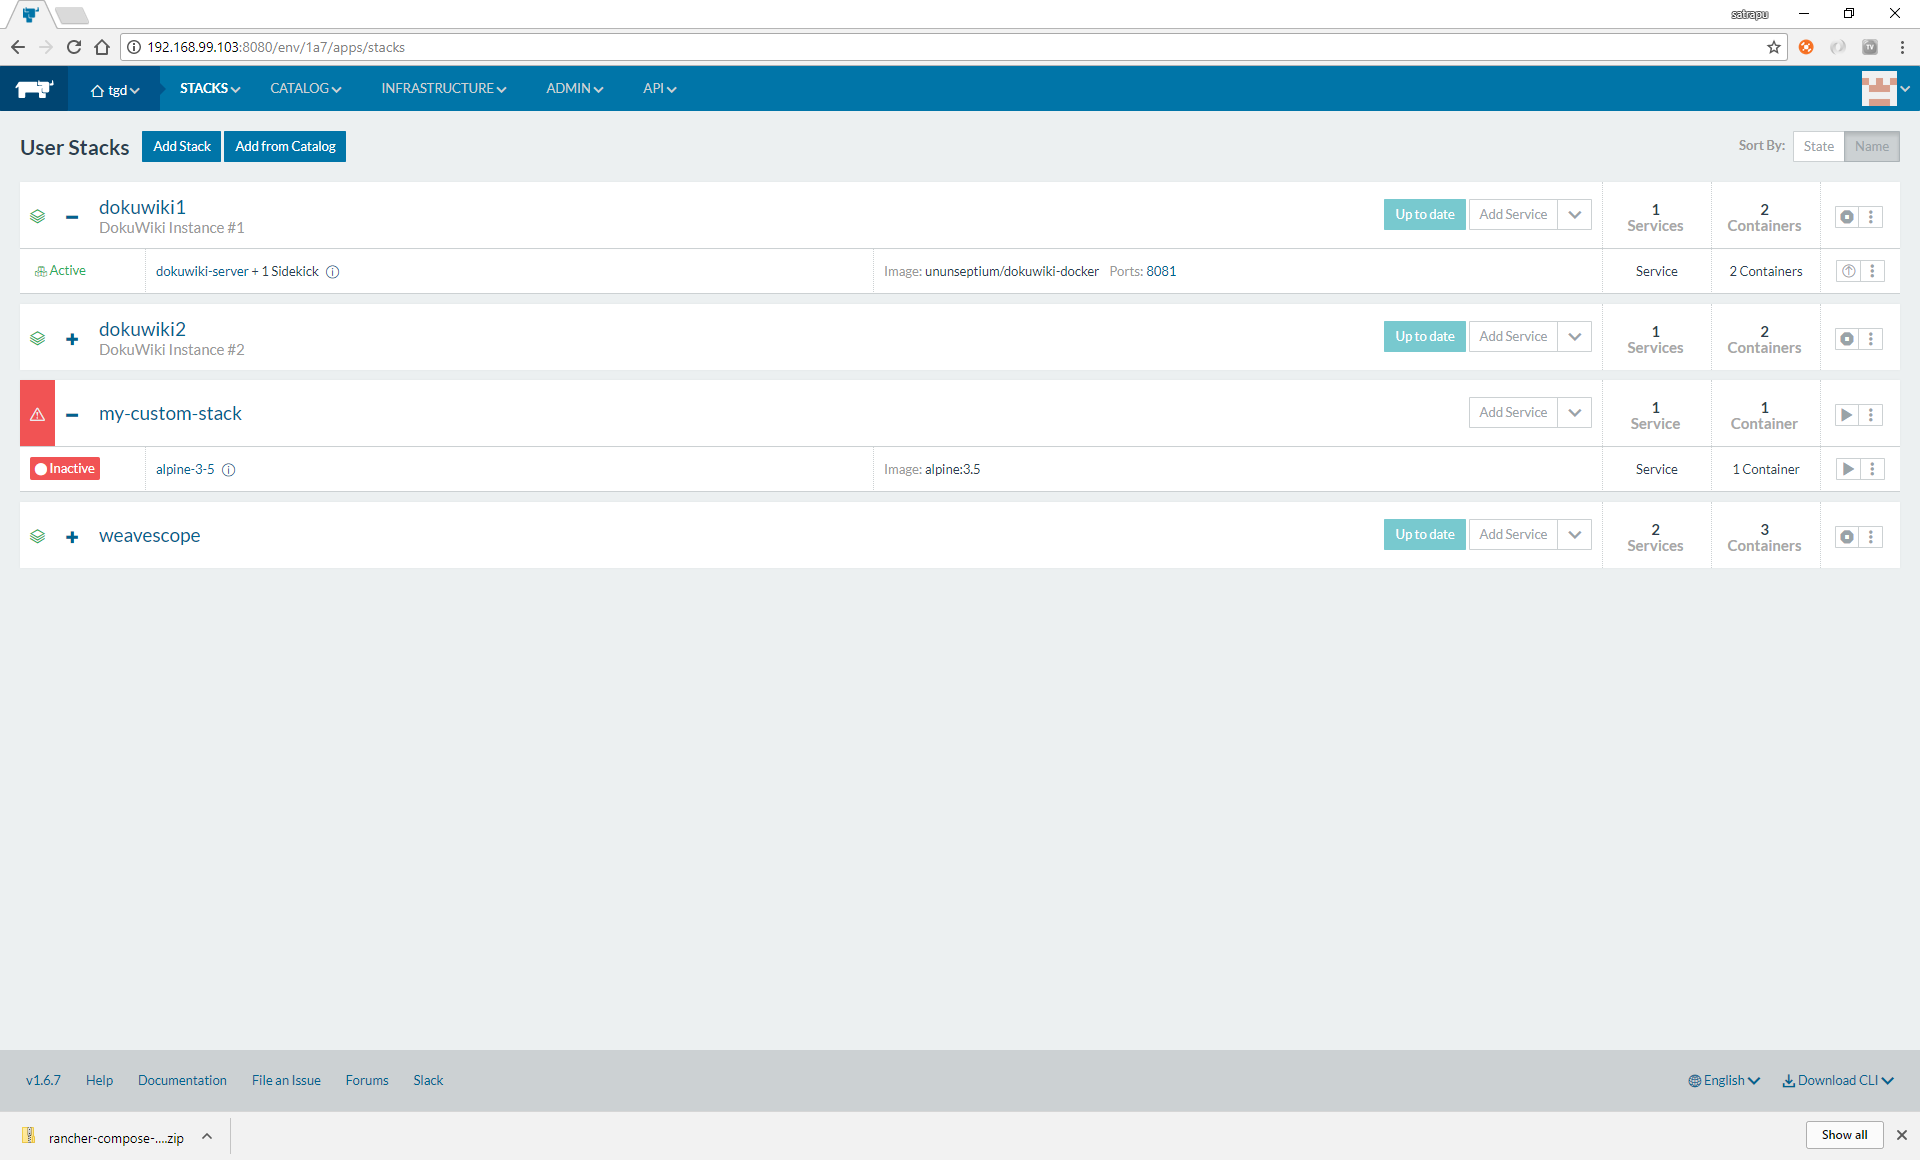 satrapu
192.168.99.103:8080/env/1a7/apps/stacks
tgd STACKS CATALOG INFRASTRUCTURE ADMIN API
User Stacks Add Stack Add from Catalog Sort By: State Name
dokuwiki1
DokuWiki Instance #1
Up to date Add Service
1 Services
2 Containers
Active dokuwiki-server + 1 Sidekick Image: ununseptium/dokuwiki-docker Ports: 8081 Service 2 Containers
dokuwiki2
DokuWiki Instance #2
Up to date Add Service
1 Services
2 Containers
my-custom-stack
Add Service
1 Service
1 Container
Inactive alpine-3-5 Image: alpine:3.5 Service 1 Container
weavescope
Up to date Add Service
2 Services
3 Containers
v1.6.7 Help Documentation File an Issue Forums Slack English Download CLI
rancher-compose-....zip Show all